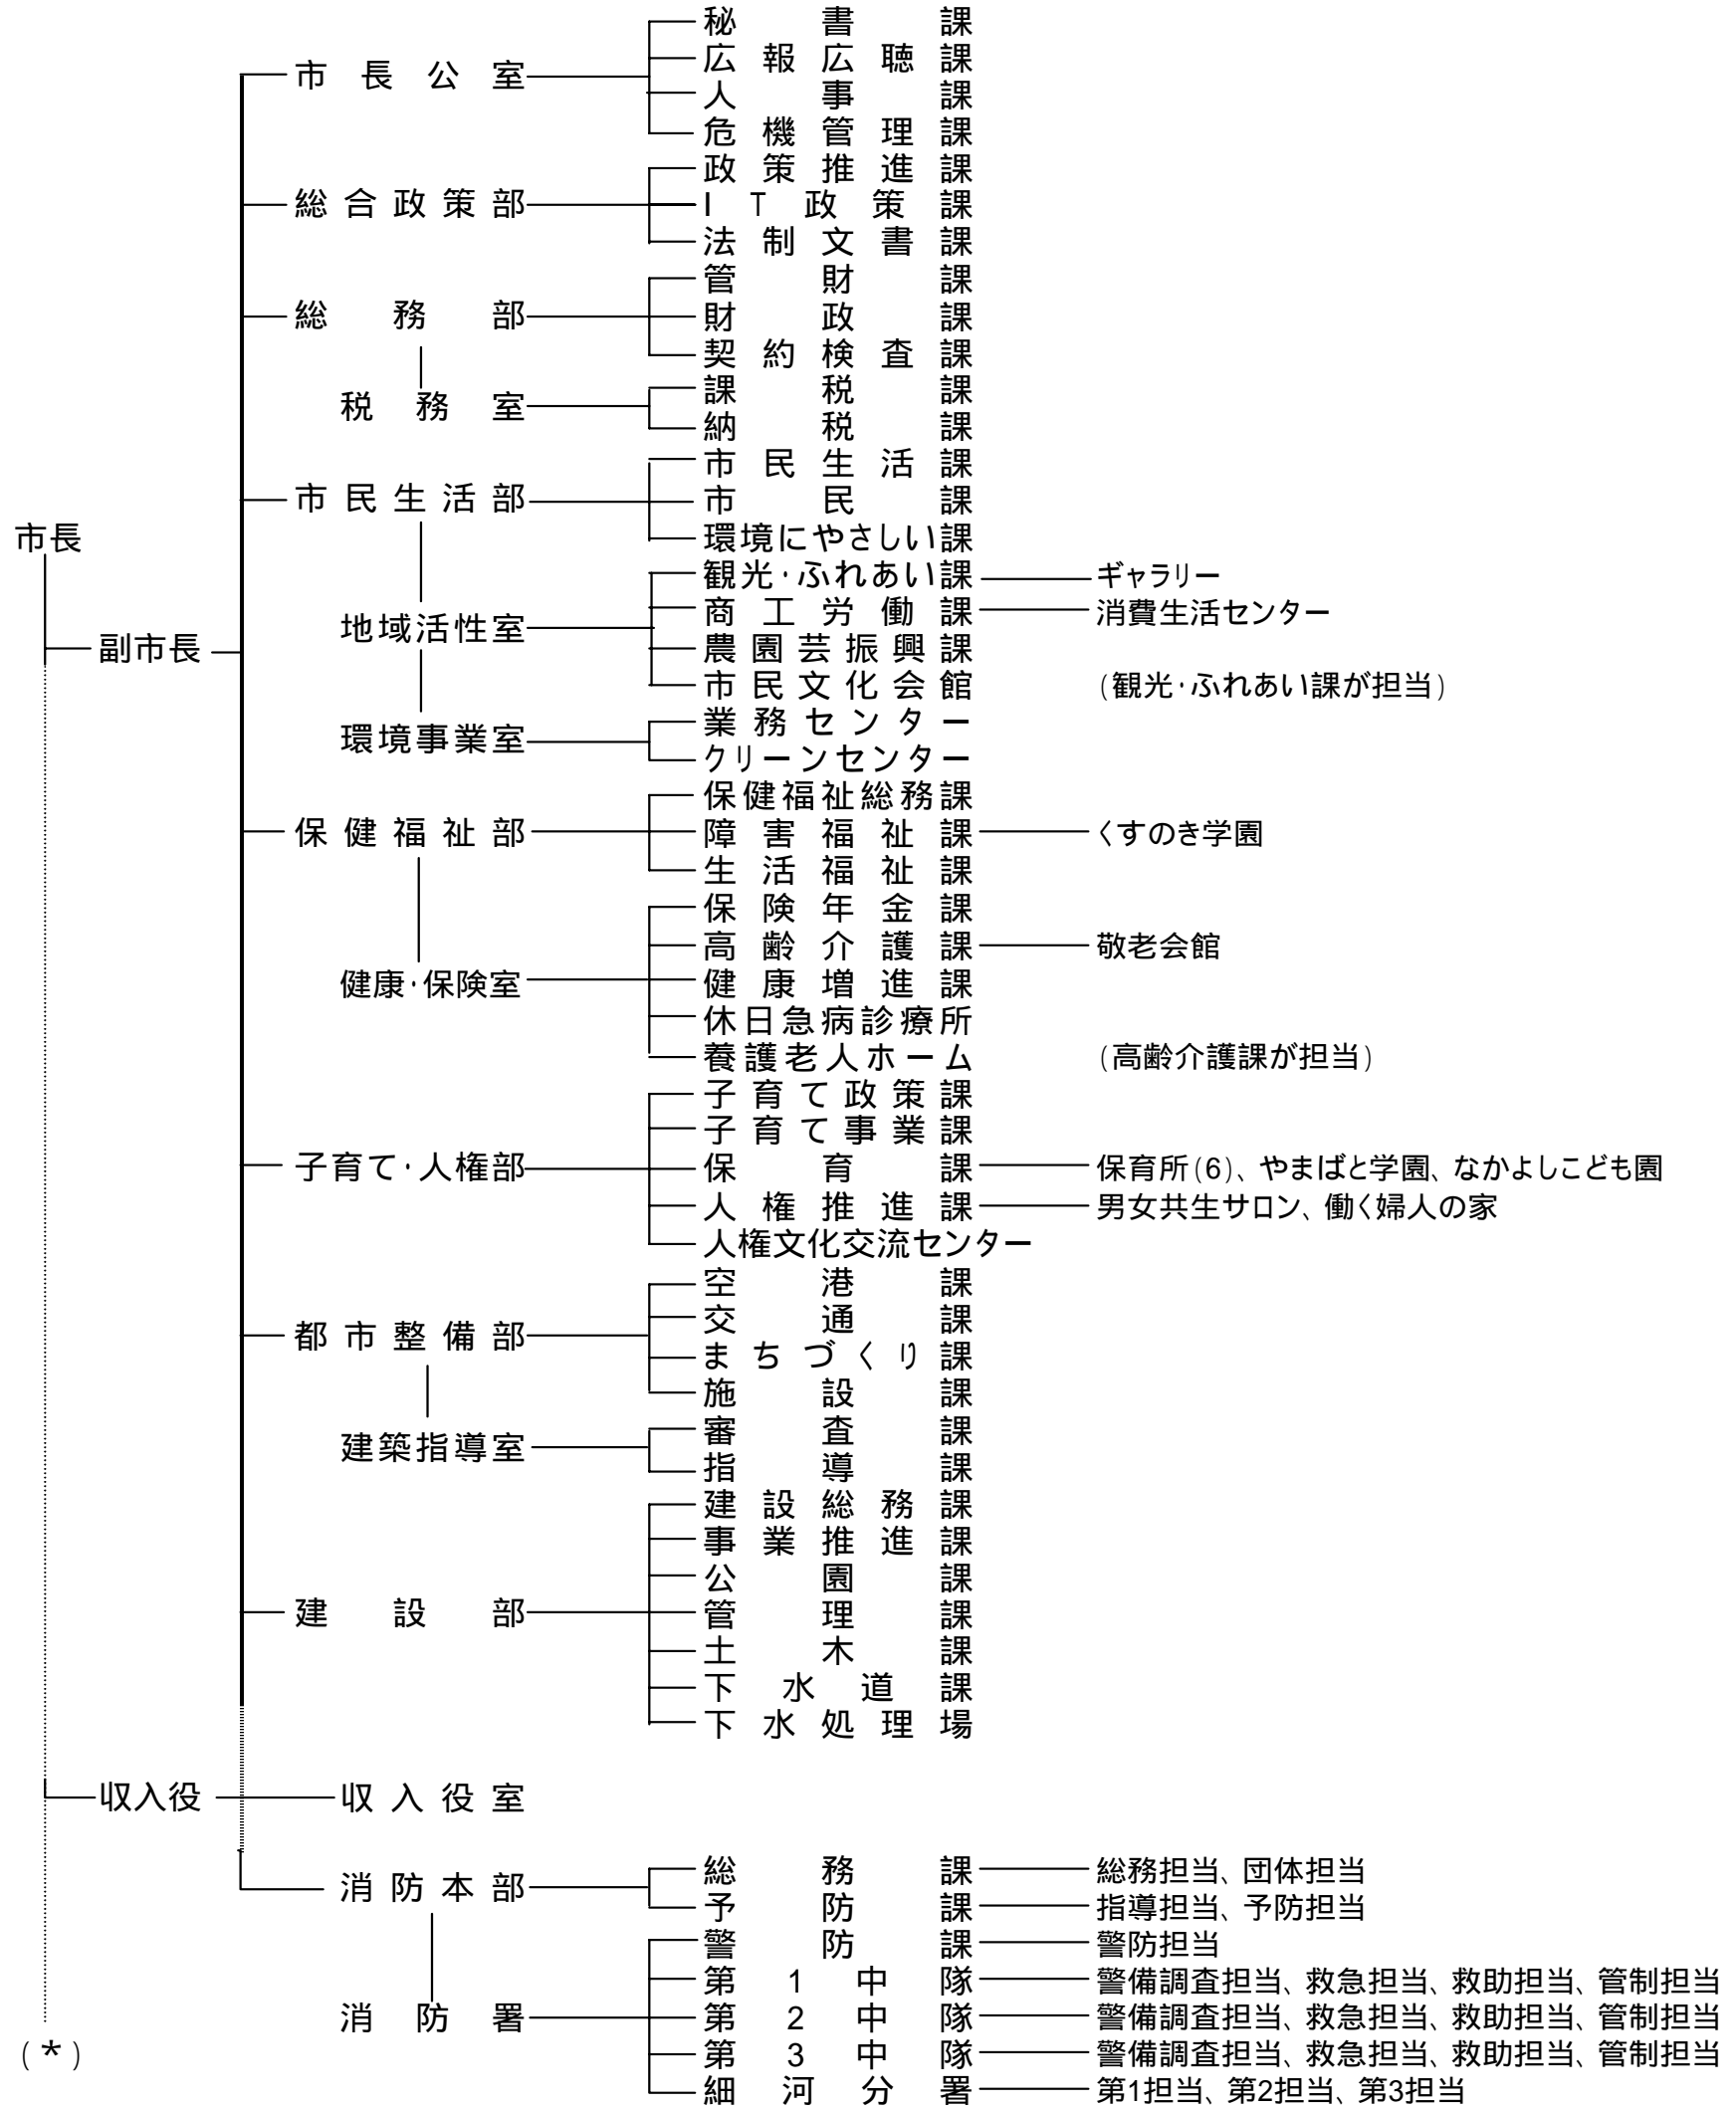 秘書課
広報広聴課
市長公室
人事課
危機管理課
政策推進課
総合政策部
IT政策課
法制文書課
管財課
総務部
財政課
契約検査課
課税課
税務室
納税課
市民生活課
市民生活部
市民課
市長
環境にやさしい課
観光・ふれあい課 ギャラリー
商工労働課 消費生活センター
地域活性室
副市長
農園芸振興課
市民文化会館 (観光・ふれあい課が担当)
業務センター
環境事業室
クリーンセンター
保健福祉総務課
保健福祉部
障害福祉課 くすのき学園
生活福祉課
保険年金課
高齢介護課 敬老会館
健康・保険室
健康増進課
休日急病診療所
養護老人ホーム (高齢介護課が担当)
子育て政策課
子育て事業課
子育て・人権部
保育課 保育所(6)、やまばと学園、なかよしこども園
人権推進課 男女共生サロン、働く婦人の家
人権文化交流センター
空港課
交通課
都市整備部
まちづくり課
施設課
審査課
建築指導室
指導課
建設総務課
事業推進課
公園課
建設部
管理課
土木課
下水道課
下水処理場
収入役 収入役室
総務課 総務担当、団体担当
消防本部
予防課 指導担当、予防担当
警防課 警防担当
第1中隊 警備調査担当、救急担当、救助担当、管制担当
消防署
第2中隊 警備調査担当、救急担当、救助担当、管制担当
(*)
第3中隊 警備調査担当、救急担当、救助担当、管制担当
細河分署 第1担当、第2担当、第3担当